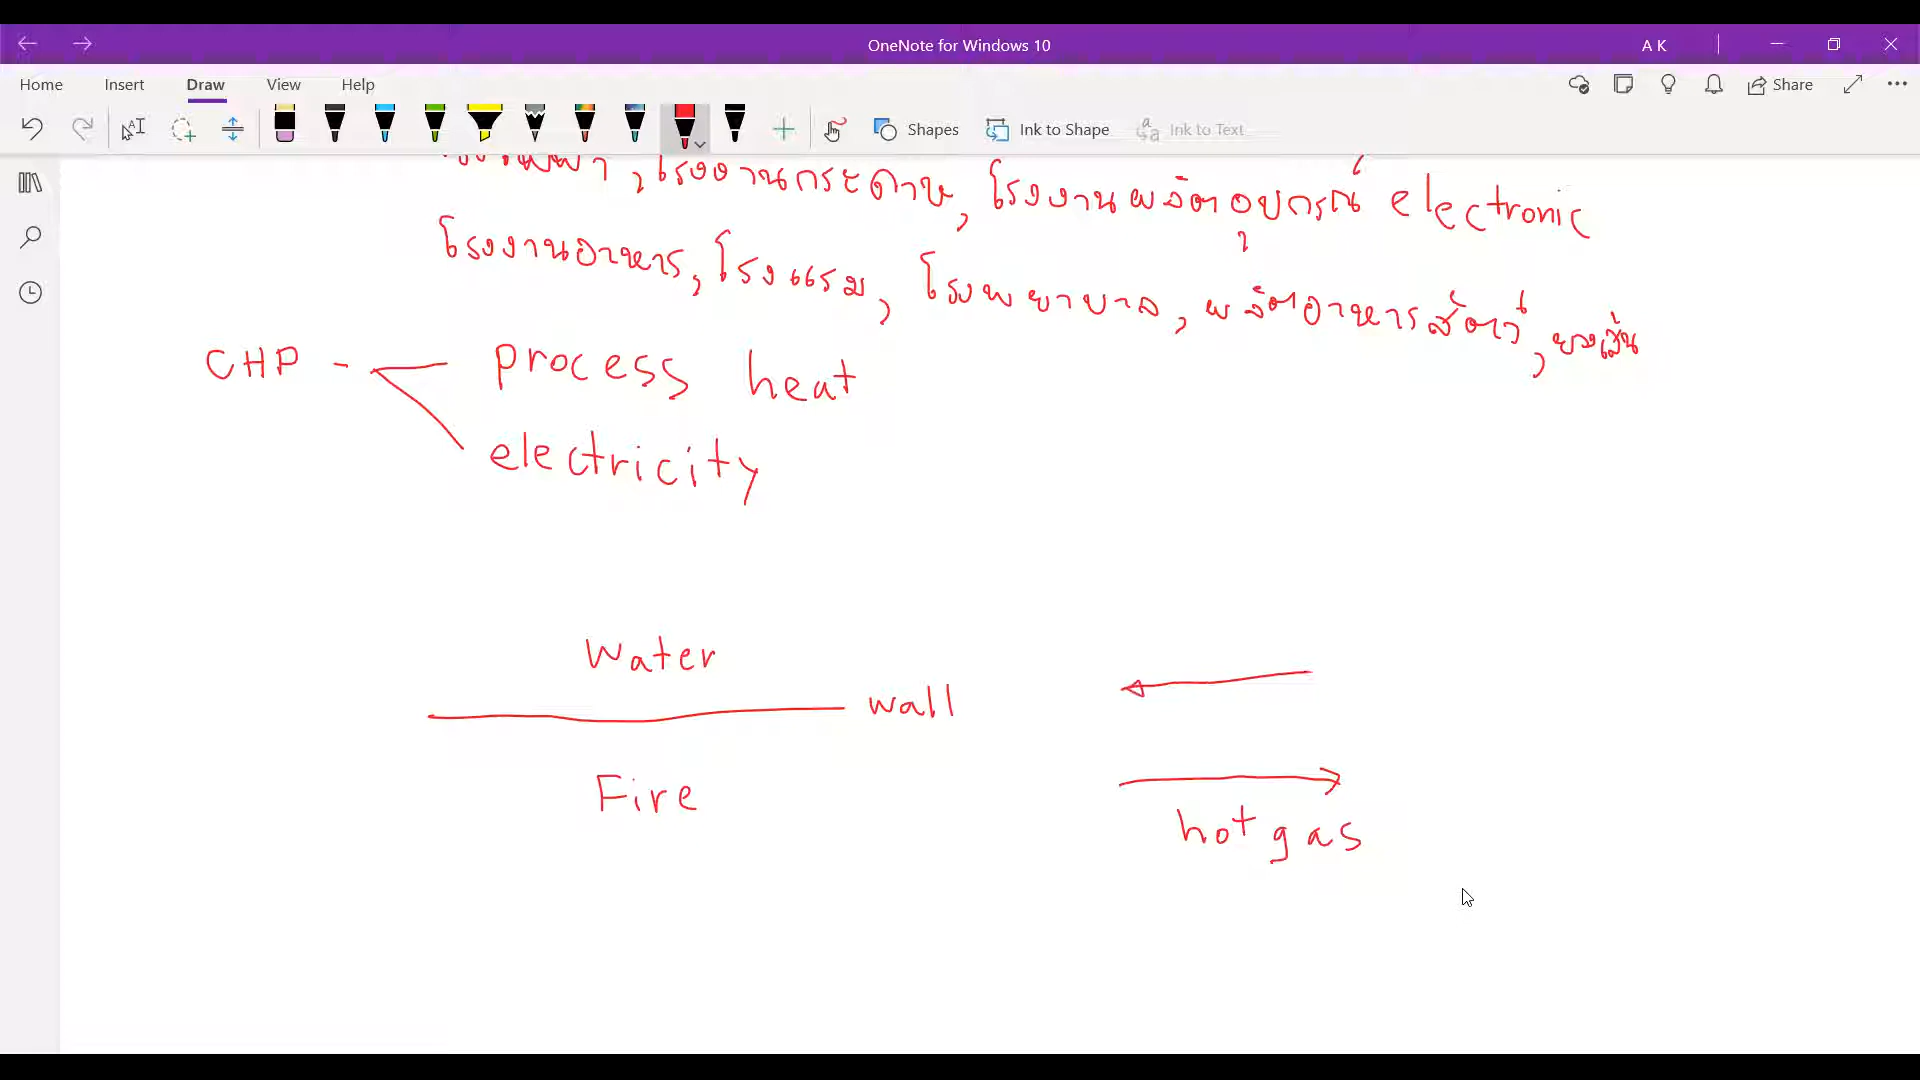 OneNote for Windows 10
A K
Home Insert Draw View Help
Share
Shapes Ink to Shape Ink to Text
,โรงงานกระดาษ, โรงงานผลิตอุปกรณ์ electronic
โรงงานอาหาร, โรงแรม, โรงพยาบาล, ผลิตอาหารสัตว์,
CHP - process heat
electricity
Water
wall
Fire
hot gas